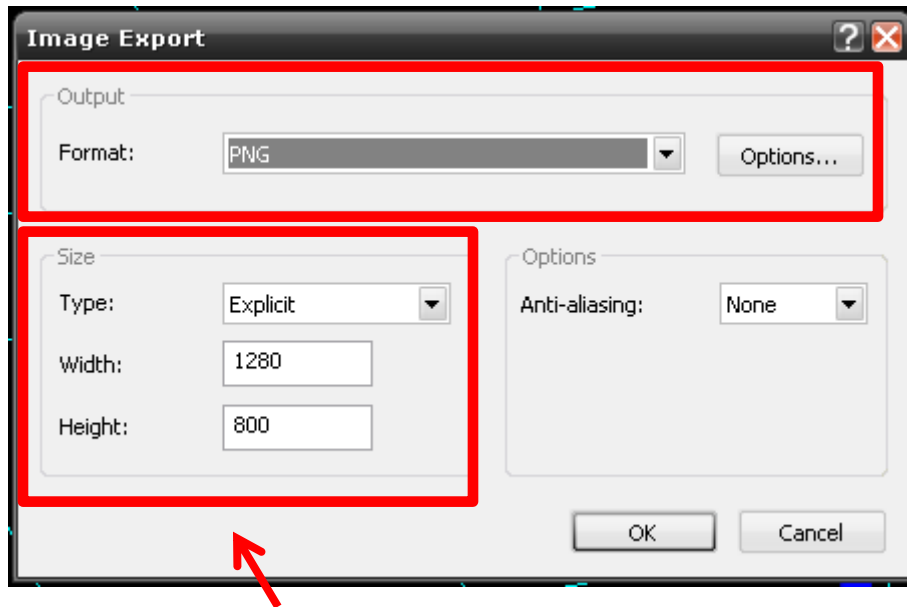 Image Export
Output
Format: PNG Options...
Size
Type: Explicit
Width: 1280
Height: 800
Options
Anti-aliasing: None
OK Cancel